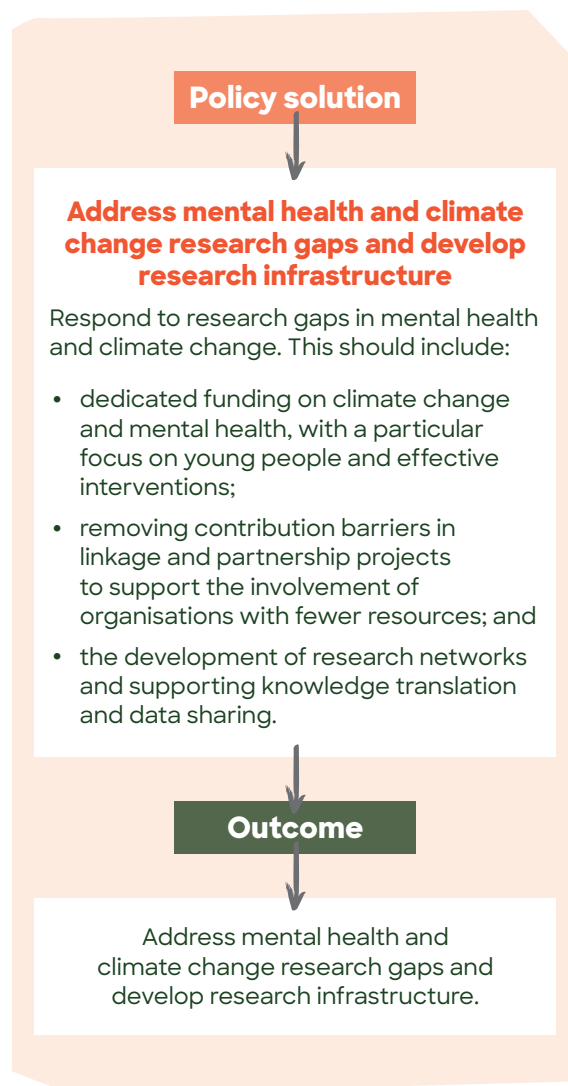 Policy solution
Address mental health and climate
change research gaps and develop
research infrastructure
Respond to research gaps in mental health
and climate change. This should include:
• dedicated funding on climate change
and mental health, with a particular
focus on young people and effective
interventions;
• removing contribution barriers in
linkage and partnership projects
to support the involvement of
organisations with fewer resources; and
• the development of research networks
and supporting knowledge translation
and data sharing.
Outcome
Address mental health and
climate change research gaps and
develop research infrastructure.